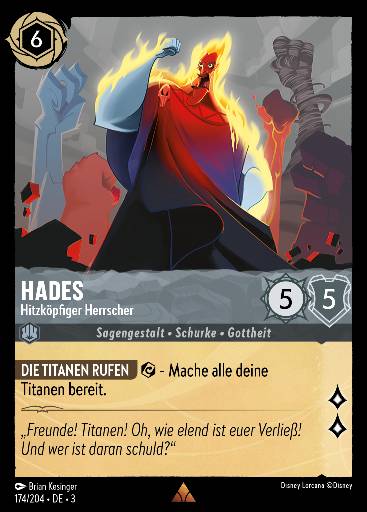 6
HADES
Hitzköpfiger Herrscher
5
5
Sagengestalt • Schurke • Gottheit
DIE TITANEN RUFEN - Mache alle deine
Titanen bereit.
„Freunde! Titanen! Oh, wie elend ist euer Verließ!
Und wer ist daran schuld?“
Brian Kesinger
174/204 • DE • 3
Disney Lorcana ©Disney